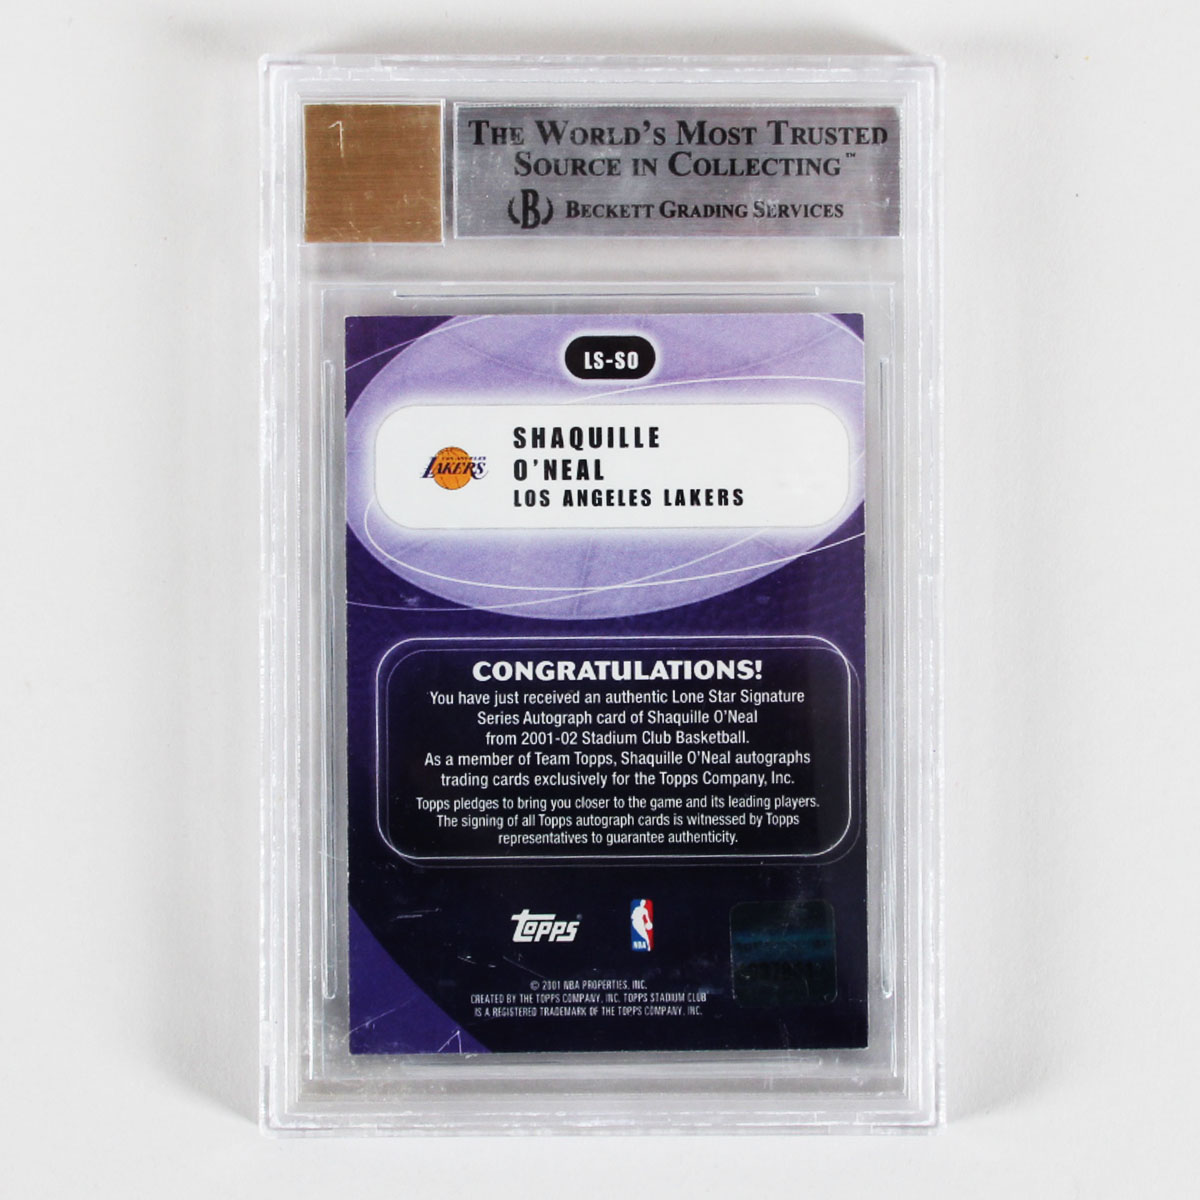 1
THE WORLD'S MOST TRUSTED
SOURCE IN COLLECTING™
B BECKETT GRADING SERVICES
LS-SO
SHAQUILLE
O'NEAL
LOS ANGELES LAKERS
LOS ANGELES
LAKERS
CONGRATULATIONS!
You have just received an authentic Lone Star Signature
Series Autograph card of Shaquille O'Neal
from 2001-02 Stadium Club Basketball.
As a member of Team Topps, Shaquille O'Neal autographs
trading cards exclusively for the Topps Company, Inc.
Topps pledges to bring you closer to the game and its leading players.
The signing of all Topps autograph cards is witnessed by Topps
representatives to guarantee authenticity.
TOPPS®
NBA
© 2001 NBA PROPERTIES, INC.
CREATED BY THE TOPPS COMPANY, INC. TOPPS STADIUM CLUB
IS A REGISTERED TRADEMARK OF THE TOPPS COMPANY, INC.